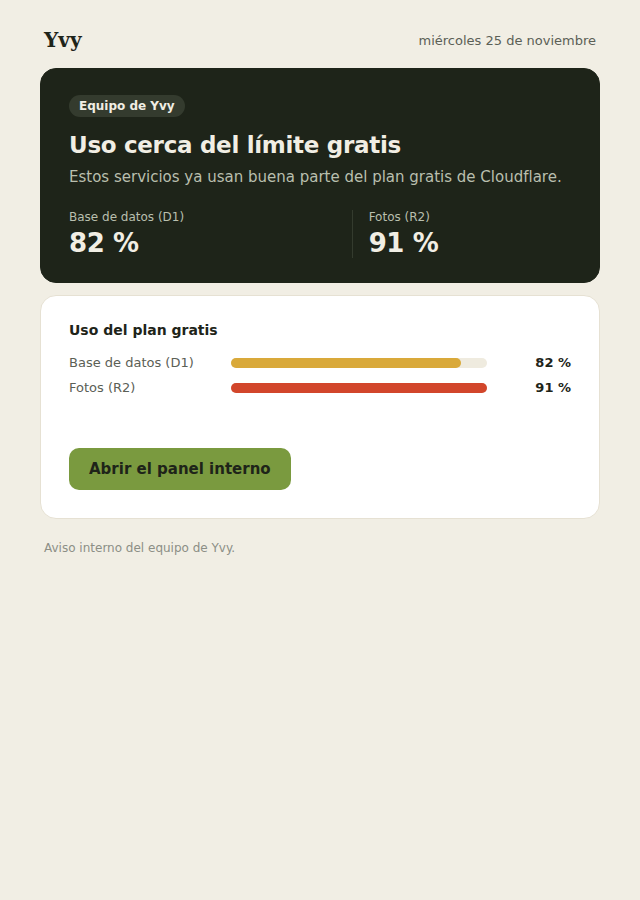 Yvy
miércoles 25 de noviembre
Equipo de Yvy
Uso cerca del límite gratis
Estos servicios ya usan buena parte del plan gratis de Cloudflare.
Base de datos (D1)
82 %
Fotos (R2)
91 %
Uso del plan gratis
Base de datos (D1) 82 %
Fotos (R2) 91 %
Abrir el panel interno
Aviso interno del equipo de Yvy.